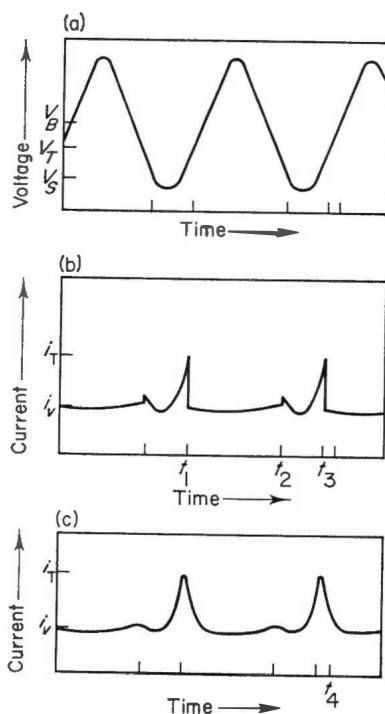 (a)
Voltage
V_B
V_T
V_S
Time
(b)
Current
i_T
i_v
t_1 t_2 t_3
Time
(c)
Current
i_T
i_v
t_4
Time